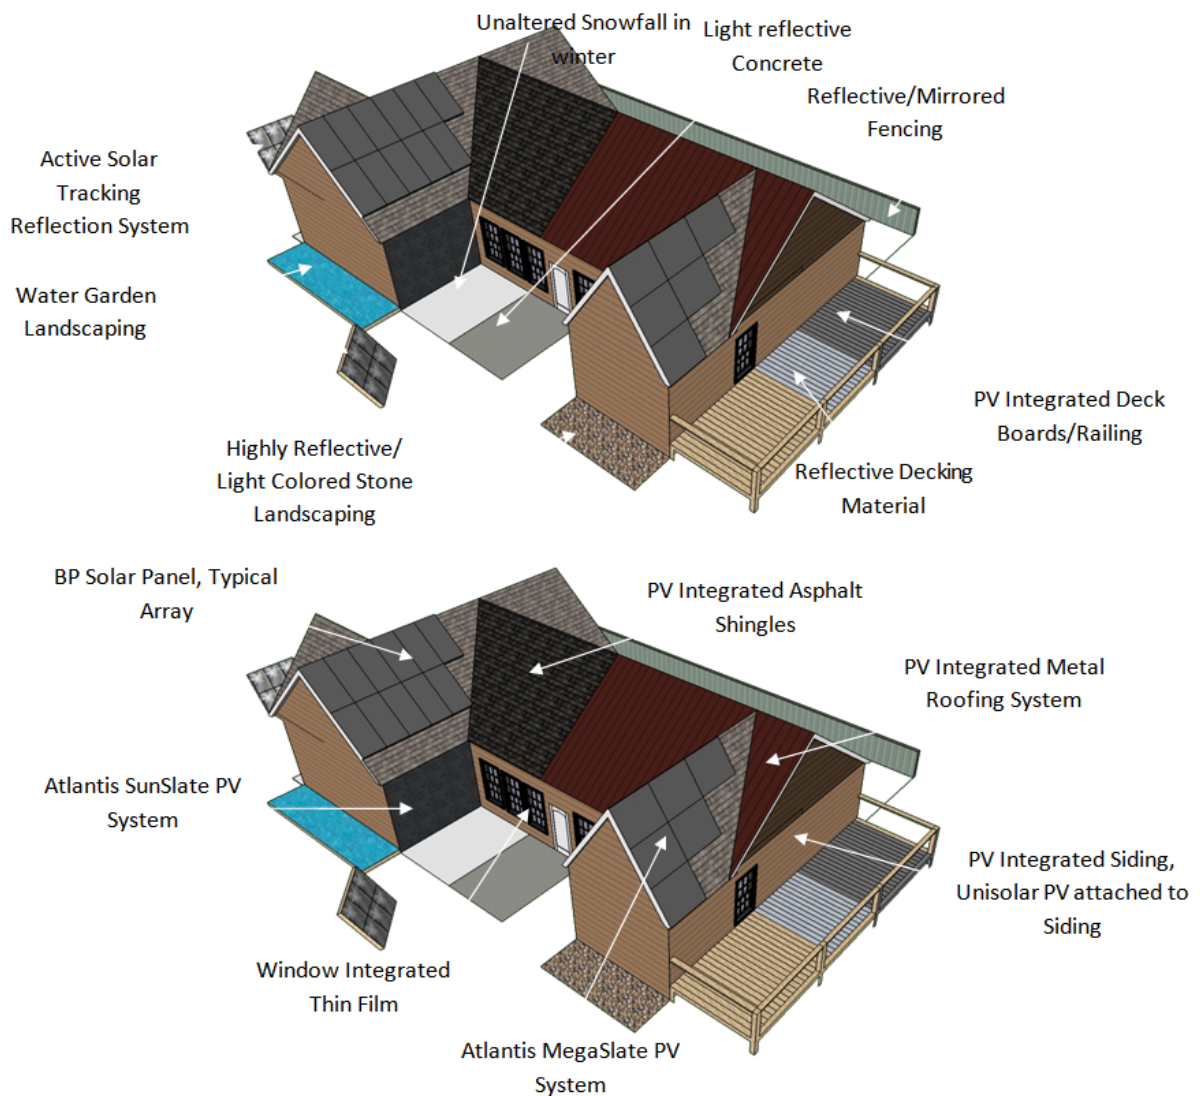 Unaltered Snowfall in
winter
Light reflective
Concrete
Reflective/Mirrored
Fencing
Active Solar
Tracking
Reflection System
Water Garden
Landscaping
PV Integrated Deck
Boards/Railing
Highly Reflective/
Light Colored Stone
Landscaping
Reflective Decking
Material
BP Solar Panel, Typical
Array
PV Integrated Asphalt
Shingles
PV Integrated Metal
Roofing System
Atlantis SunSlate PV
System
PV Integrated Siding,
Unisolar PV attached to
Siding
Window Integrated
Thin Film
Atlantis MegaSlate PV
System